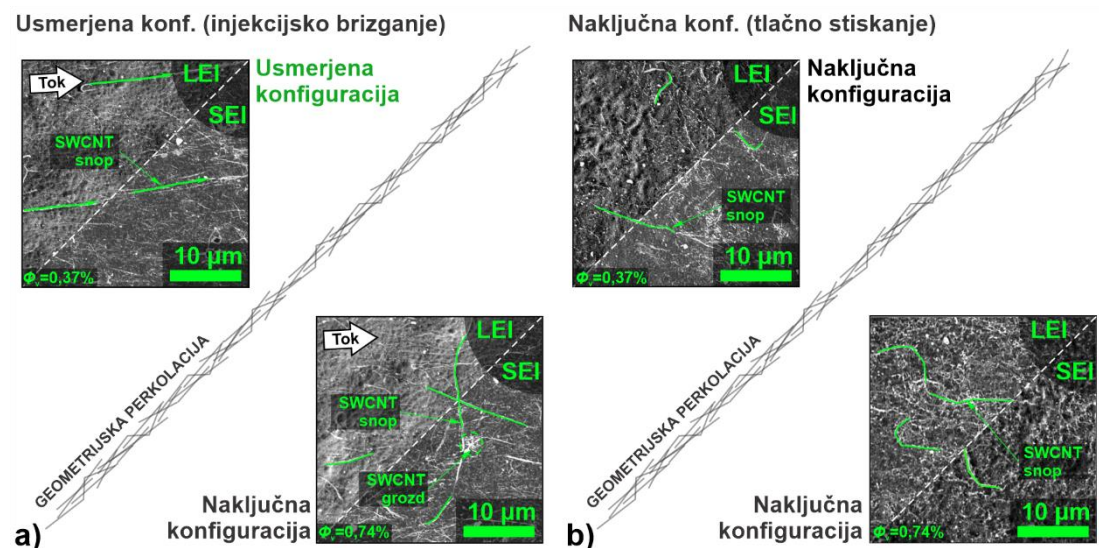 Usmerjena konf. (injekcijsko brizganje)
Tok
LEI
SEI
Usmerjena
konfiguracija
SWCNT
snop
10 µm
Φv=0,37%
GEOMETRIJSKA PERKOLACIJA
Tok
LEI
SEI
SWCNT
snop
SWCNT
grozd
10 µm
Φv=0,74%
Naključna
konfiguracija
a)
Naključna konf. (tlačno stiskanje)
LEI
SEI
Naključna
konfiguracija
SWCNT
snop
10 µm
Φv=0,37%
GEOMETRIJSKA PERKOLACIJA
LEI
SEI
SWCNT
snop
10 µm
Φv=0,74%
Naključna
konfiguracija
b)